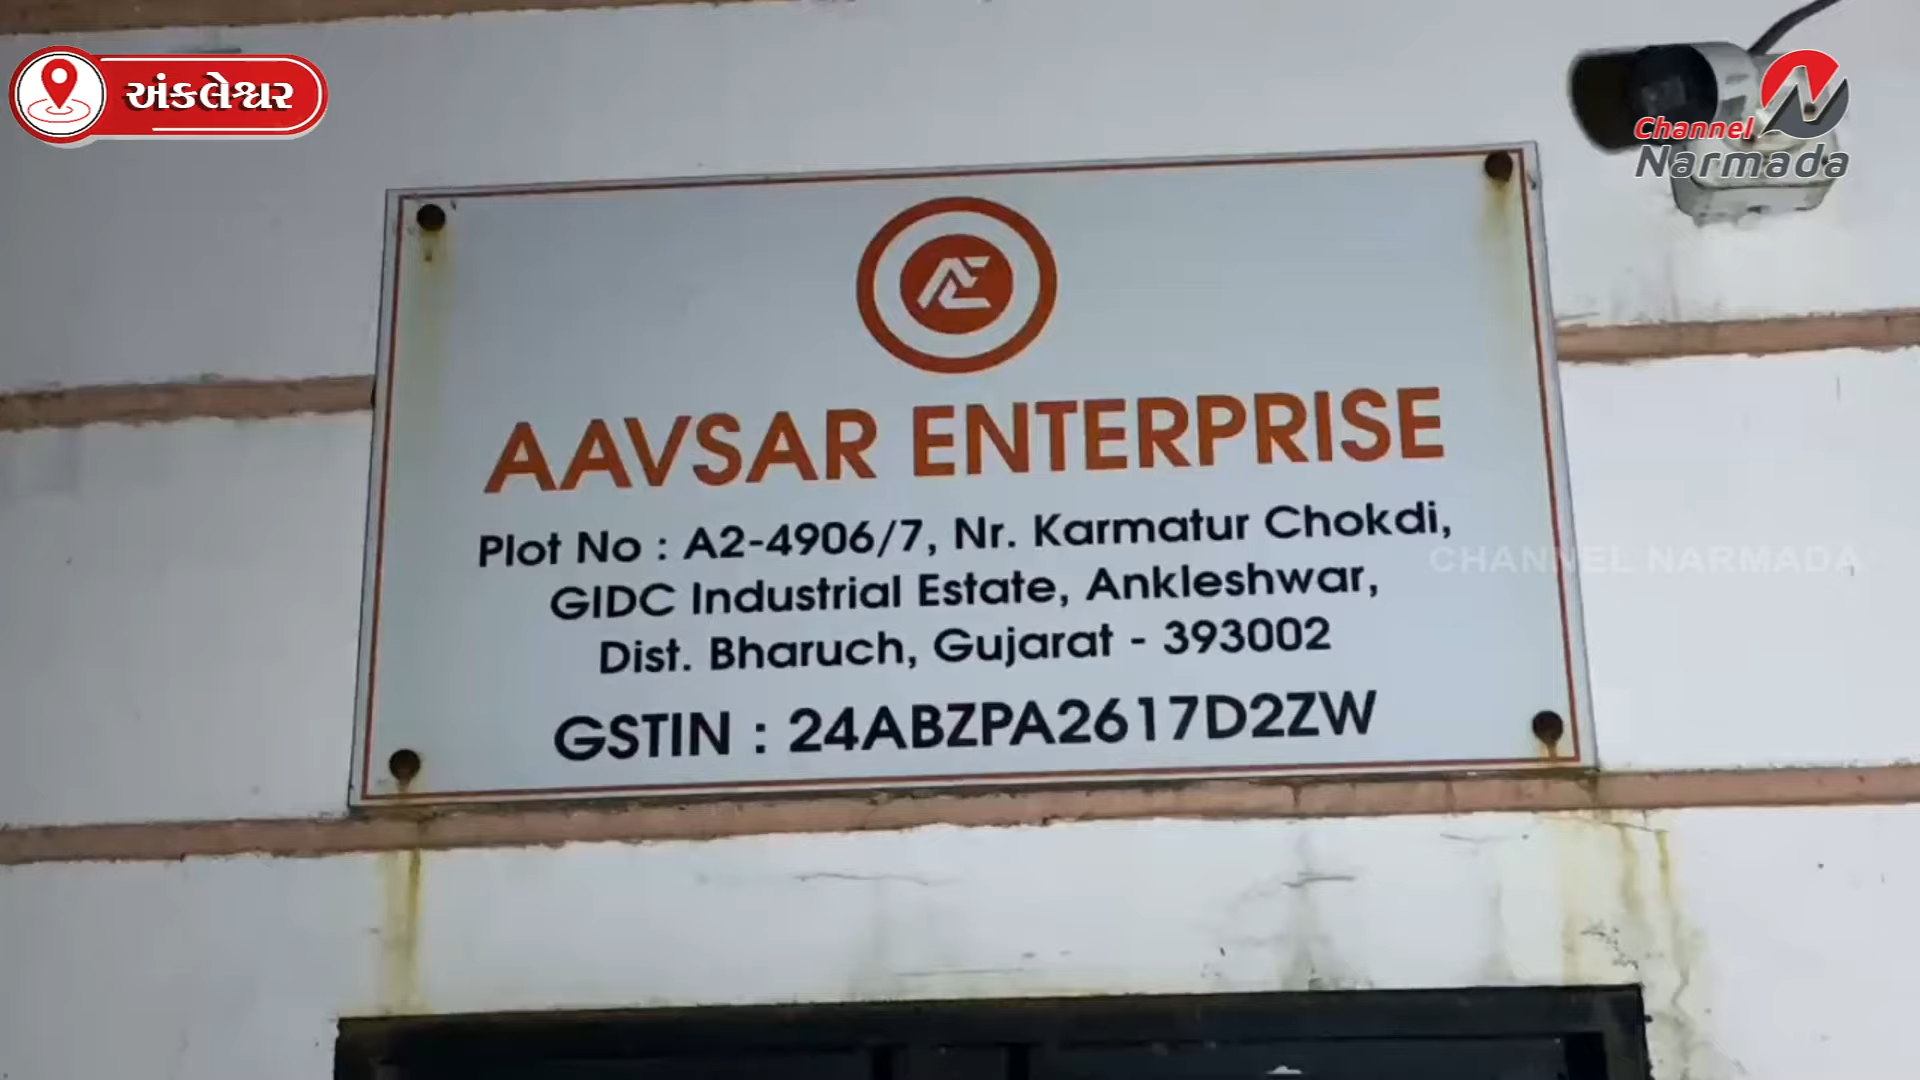 અંકલેશ્વર
Channel
Narmada
AE
AAVSAR ENTERPRISE
Plot No : A2-4906/7, Nr. Karmatur Chokdi,
GIDC Industrial Estate, Ankleshwar,
Dist. Bharuch, Gujarat - 393002
GSTIN : 24ABZPA2617D2ZW
CHANNEL NARMADA